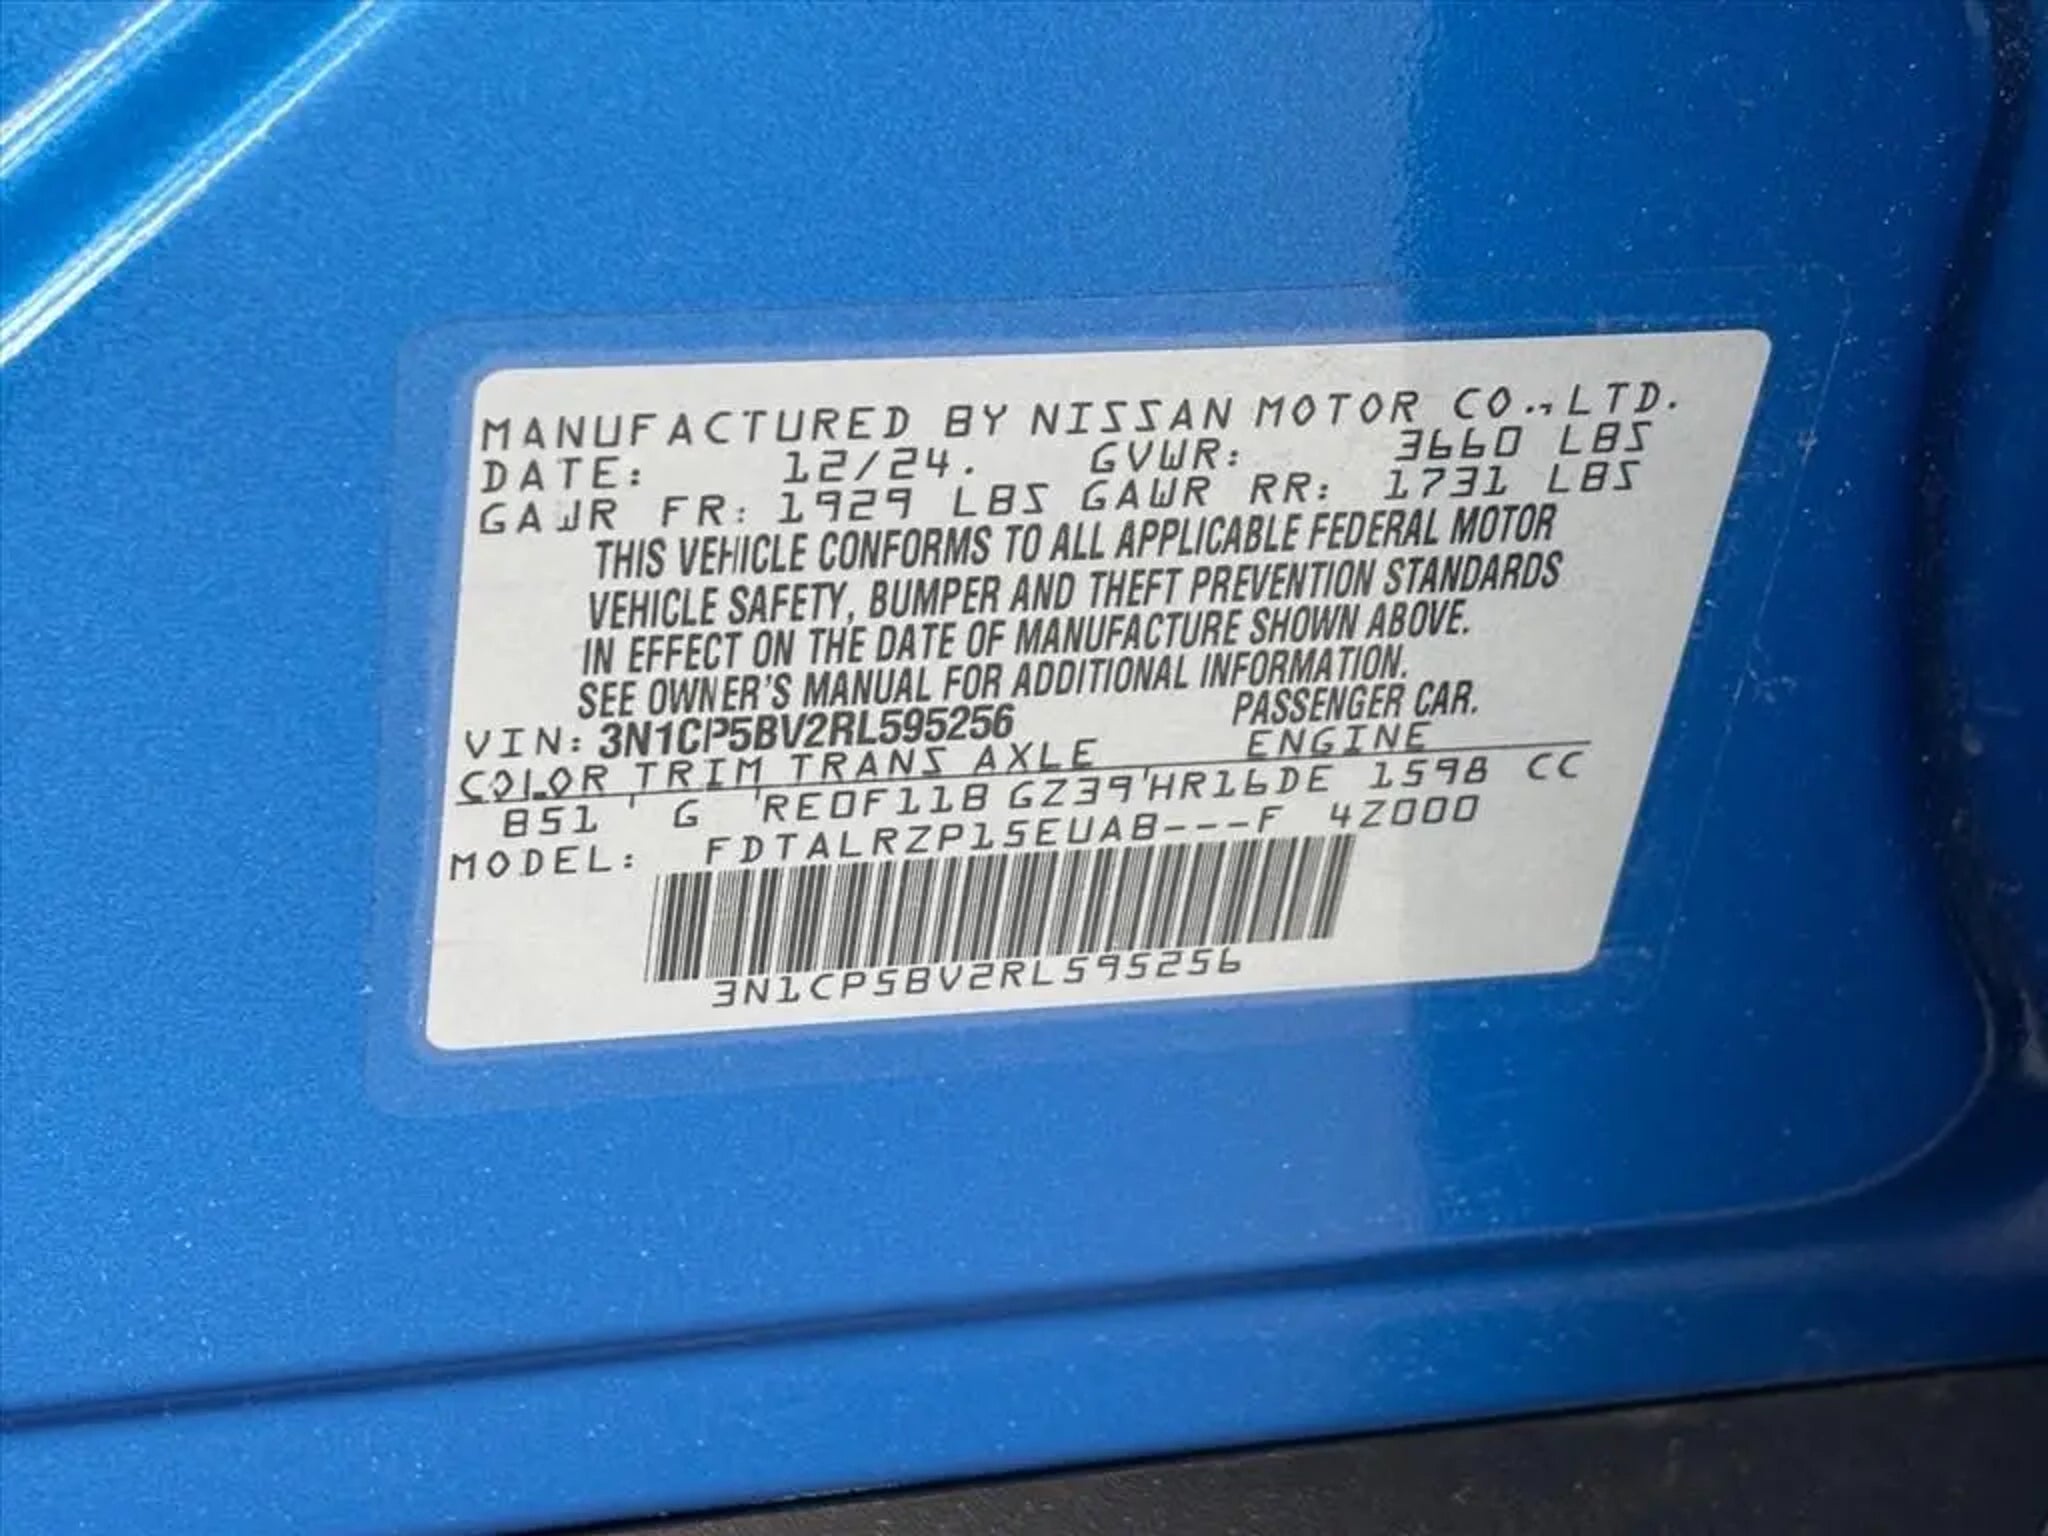 MANUFACTURED BY NISSAN MOTOR CO., LTD.
DATE: 12/24. GVWR: 3660 LBS
GAWR FR: 1929 LBS GAWR RR: 1731 LBS
THIS VEHICLE CONFORMS TO ALL APPLICABLE FEDERAL MOTOR
VEHICLE SAFETY, BUMPER AND THEFT PREVENTION STANDARDS
IN EFFECT ON THE DATE OF MANUFACTURE SHOWN ABOVE.
SEE OWNER'S MANUAL FOR ADDITIONAL INFORMATION.
VIN: 3N1CP5BV2RL595256 PASSENGER CAR.
COLOR TRIM TRANS AXLE ENGINE
B51 ' G 'RE0F11B GZ39'HR16DE 1598 CC
MODEL: FDTALRZP15EUAB---F 4Z000
3N1CP5BV2RL595256